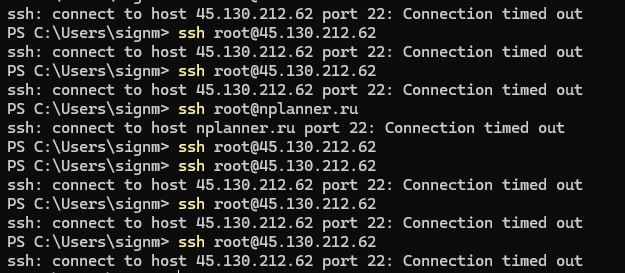 ssh: connect to host 45.130.212.62 port 22: Connection timed out
PS C:\Users\signm> ssh root@45.130.212.62
ssh: connect to host 45.130.212.62 port 22: Connection timed out
PS C:\Users\signm> ssh root@45.130.212.62
ssh: connect to host 45.130.212.62 port 22: Connection timed out
PS C:\Users\signm> ssh root@nplanner.ru
ssh: connect to host nplanner.ru port 22: Connection timed out
PS C:\Users\signm> ssh root@45.130.212.62
PS C:\Users\signm> ssh root@45.130.212.62
ssh: connect to host 45.130.212.62 port 22: Connection timed out
PS C:\Users\signm> ssh root@45.130.212.62
ssh: connect to host 45.130.212.62 port 22: Connection timed out
PS C:\Users\signm> ssh root@45.130.212.62
ssh: connect to host 45.130.212.62 port 22: Connection timed out